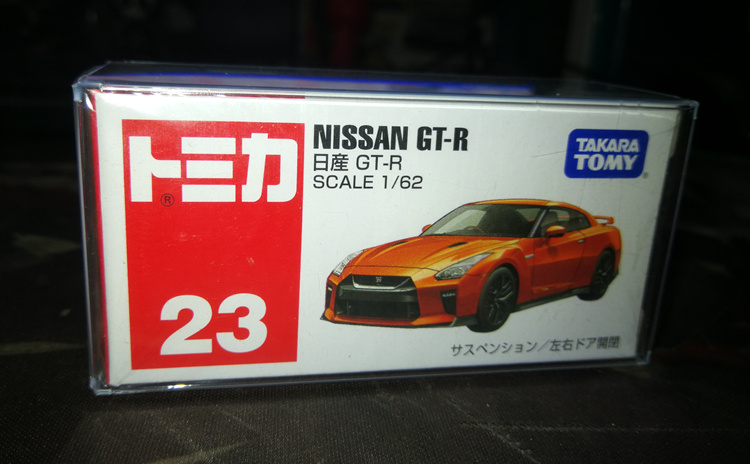 トミカ
®
23
NISSAN GT-R
日産 GT-R
SCALE 1/62
TAKARA
TOMY
サスペンション/左右ドア開閉